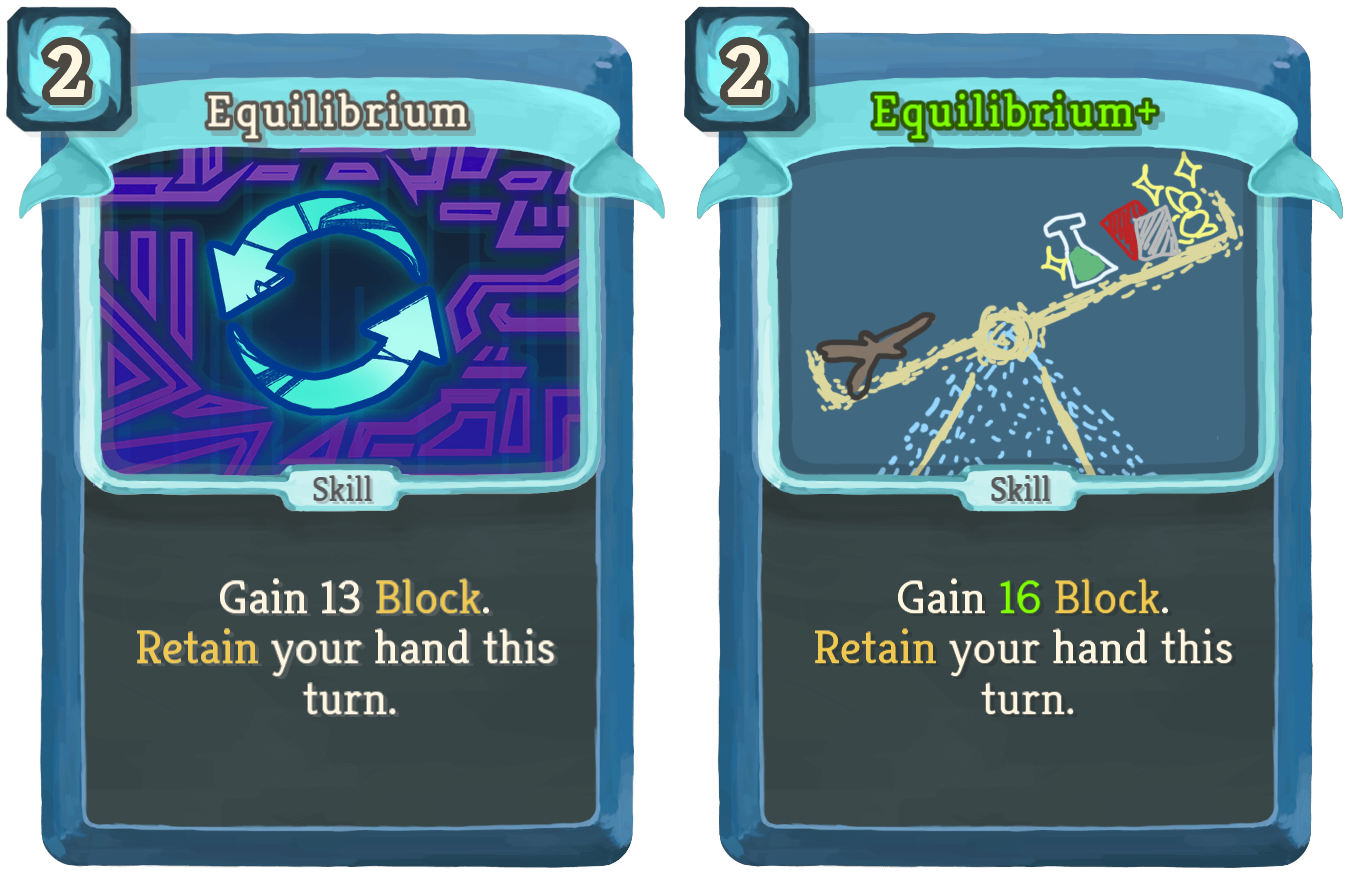 2
Equilibrium
Skill
Gain 13 Block.
Retain your hand this
turn.
2
Equilibrium+
Skill
Gain 16 Block.
Retain your hand this
turn.